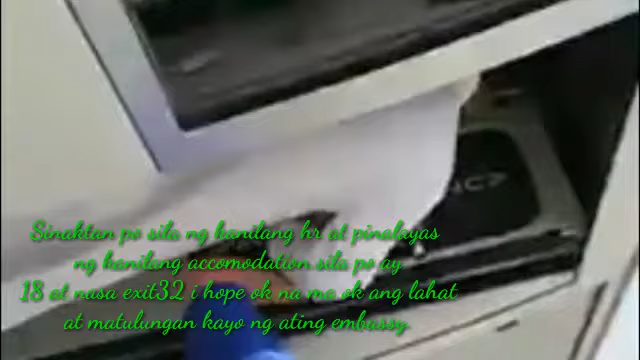 Sinaktan po sila ng kanilang hr at pinalayas
ng kanilang accomodation sila po ay
18 at nasa exit32 i hope ok na ma ok ang lahat
at matulungan kayo ng ating embassy